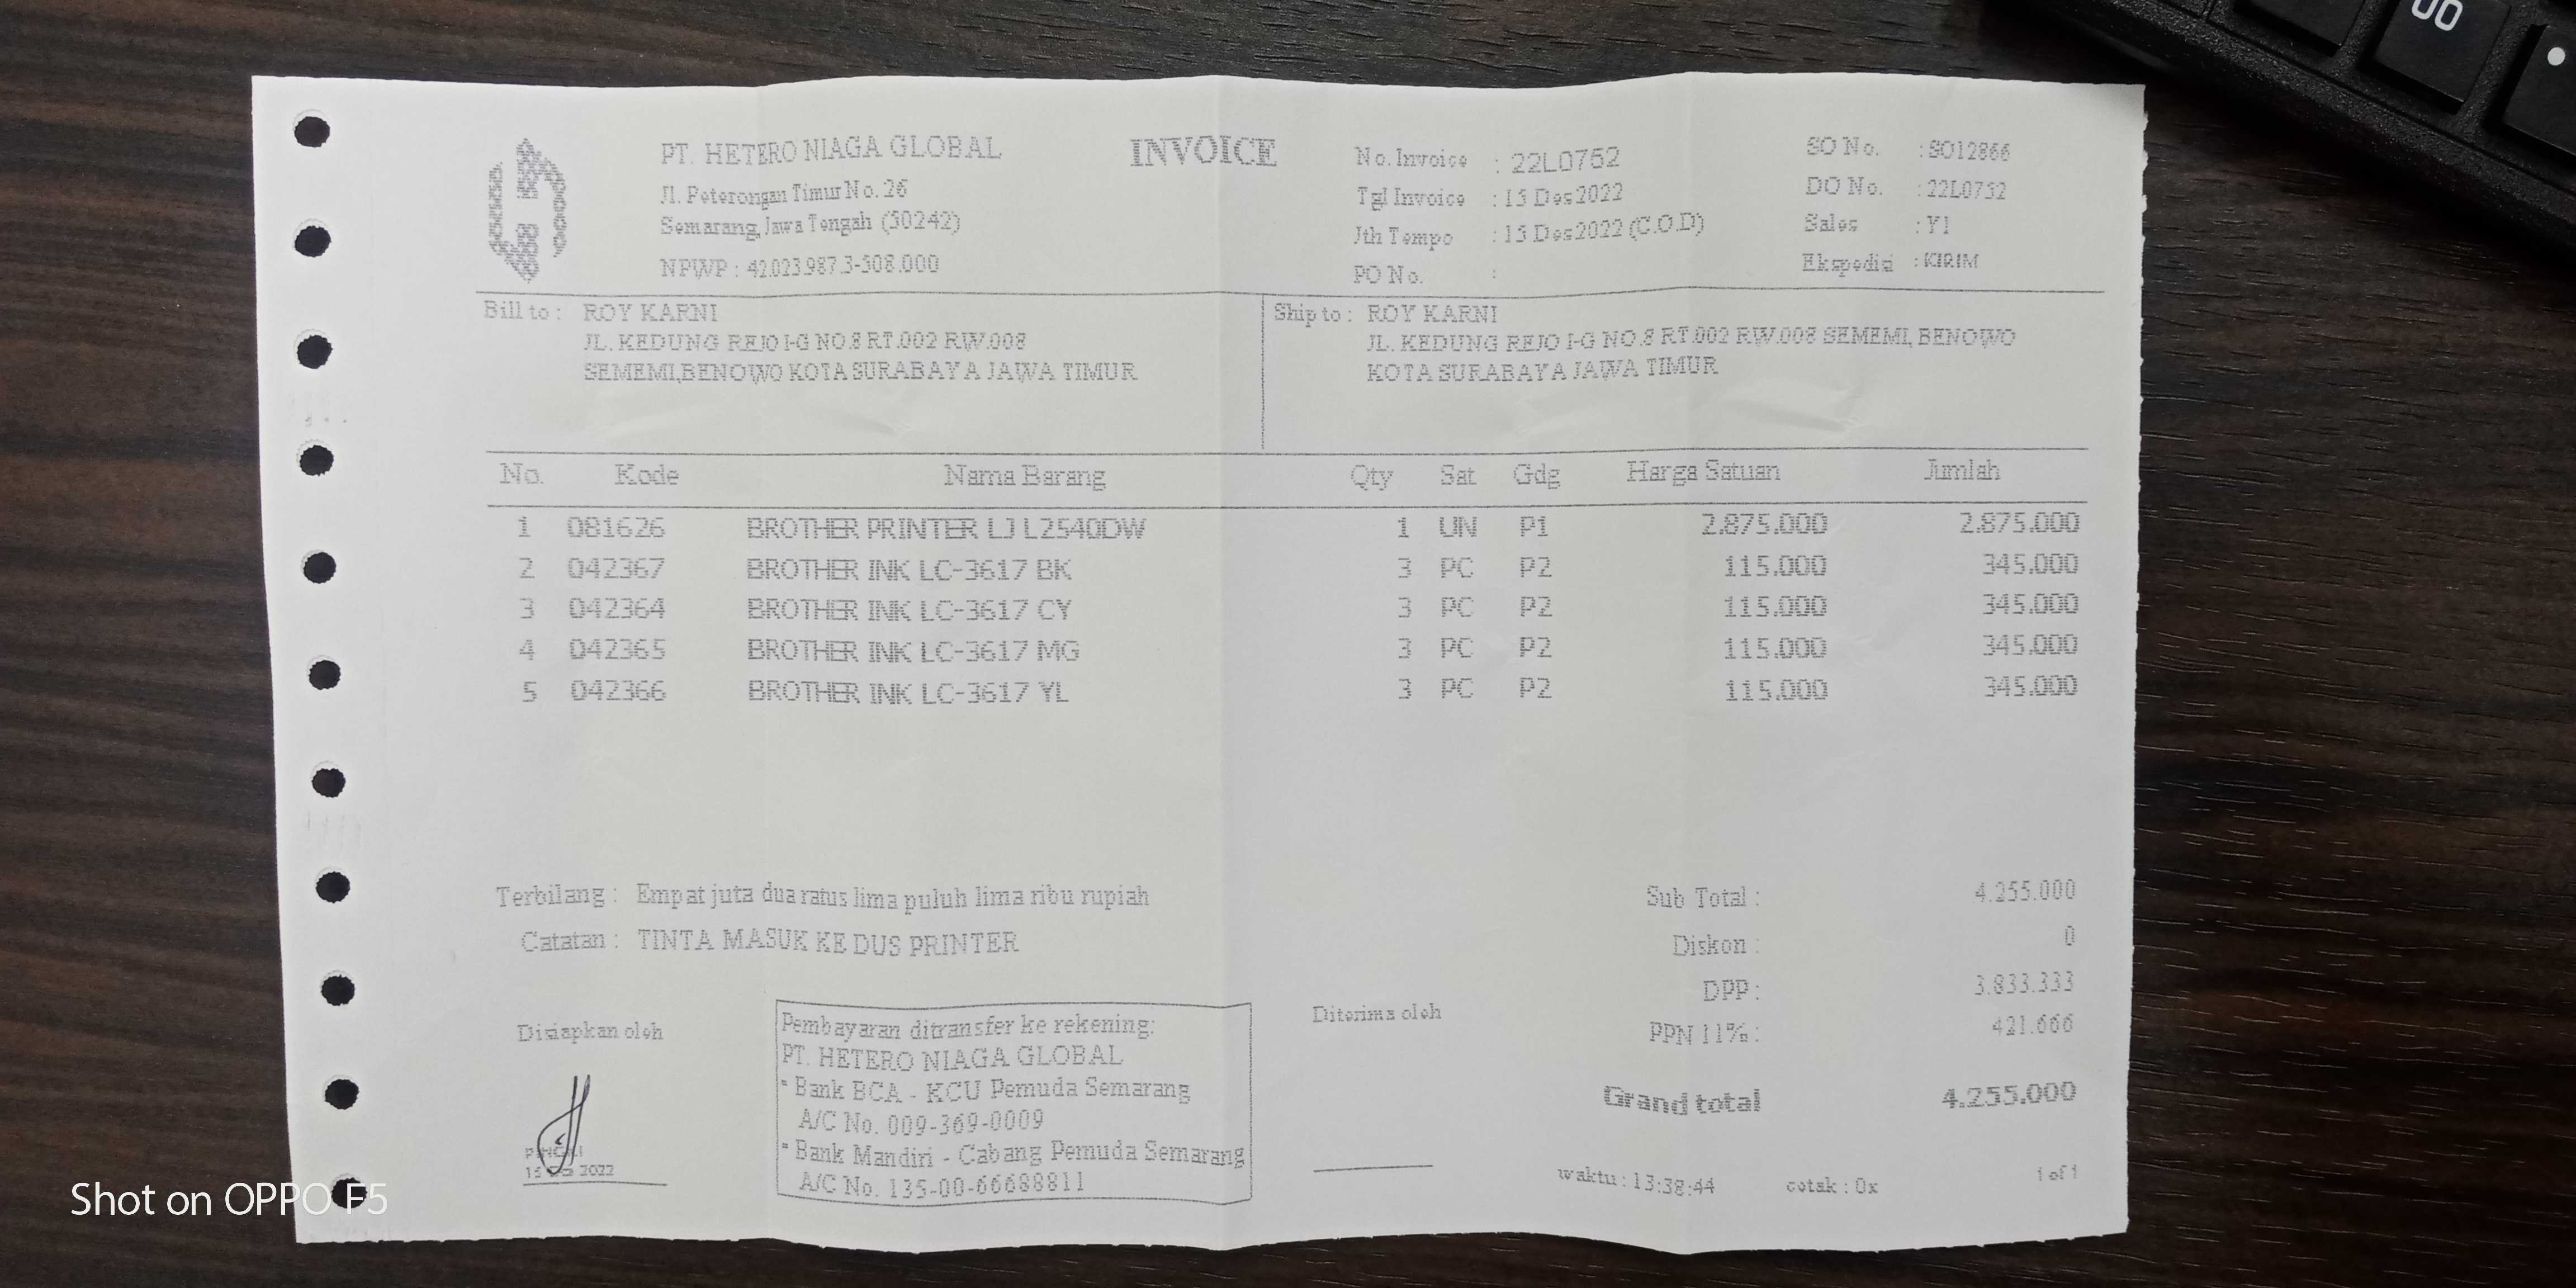 PT. HETERO NIAGA GLOBAL
Jl. Peterongan Timur No. 26
Semarang, Jawa Tengah (50242)
NPWP : 42.023.987.3-508.000
INVOICE
No. Invoice : 22L0752
Tgl Invoice : 15 Des 2022
Jth Tempo : 15 Des 2022 (C.O.D)
PO No. :
SO No. : SO12866
DO No. : 22L0752
Sales : Y1
Ekspedisi : KIRIM
Bill to : ROY KARNI
JL. KEDUNG REJO I-G NO.8 RT.002 RW.008
SEMEMI,BENOWO KOTA SURABAYA JAWA TIMUR
Ship to : ROY KARNI
JL. KEDUNG REJO I-G NO.8 RT.002 RW.008 SEMEMI, BENOWO
KOTA SURABAYA JAWA TIMUR
No. Kode Nama Barang Qty Sat Gdg Harga Satuan Jumlah
1 081626 BROTHER PRINTER LJ L2540DW 1 UN P1 2.875.000 2.875.000
2 042367 BROTHER INK LC-3617 BK 3 PC P2 115.000 345.000
3 042364 BROTHER INK LC-3617 CY 3 PC P2 115.000 345.000
4 042365 BROTHER INK LC-3617 MG 3 PC P2 115.000 345.000
5 042366 BROTHER INK LC-3617 YL 3 PC P2 115.000 345.000
Terbilang : Empat juta dua ratus lima puluh lima ribu rupiah
Catatan : TINTA MASUK KE DUS PRINTER
Sub Total : 4.255.000
Diskon : 0
DPP : 3.833.333
PPN 11% : 421.666
Grand total 4.255.000
Disiapkan oleh
15 2022
Pembayaran ditransfer ke rekening:
PT. HETERO NIAGA GLOBAL
* Bank BCA - KCU Pemuda Semarang
A/C No. 009-369-0009
* Bank Mandiri - Cabang Pemuda Semarang
A/C No. 135-00-66688811
Diterima oleh
waktu : 13:38:44 cetak : 0x 1 of 1
Shot on OPPO F5
00